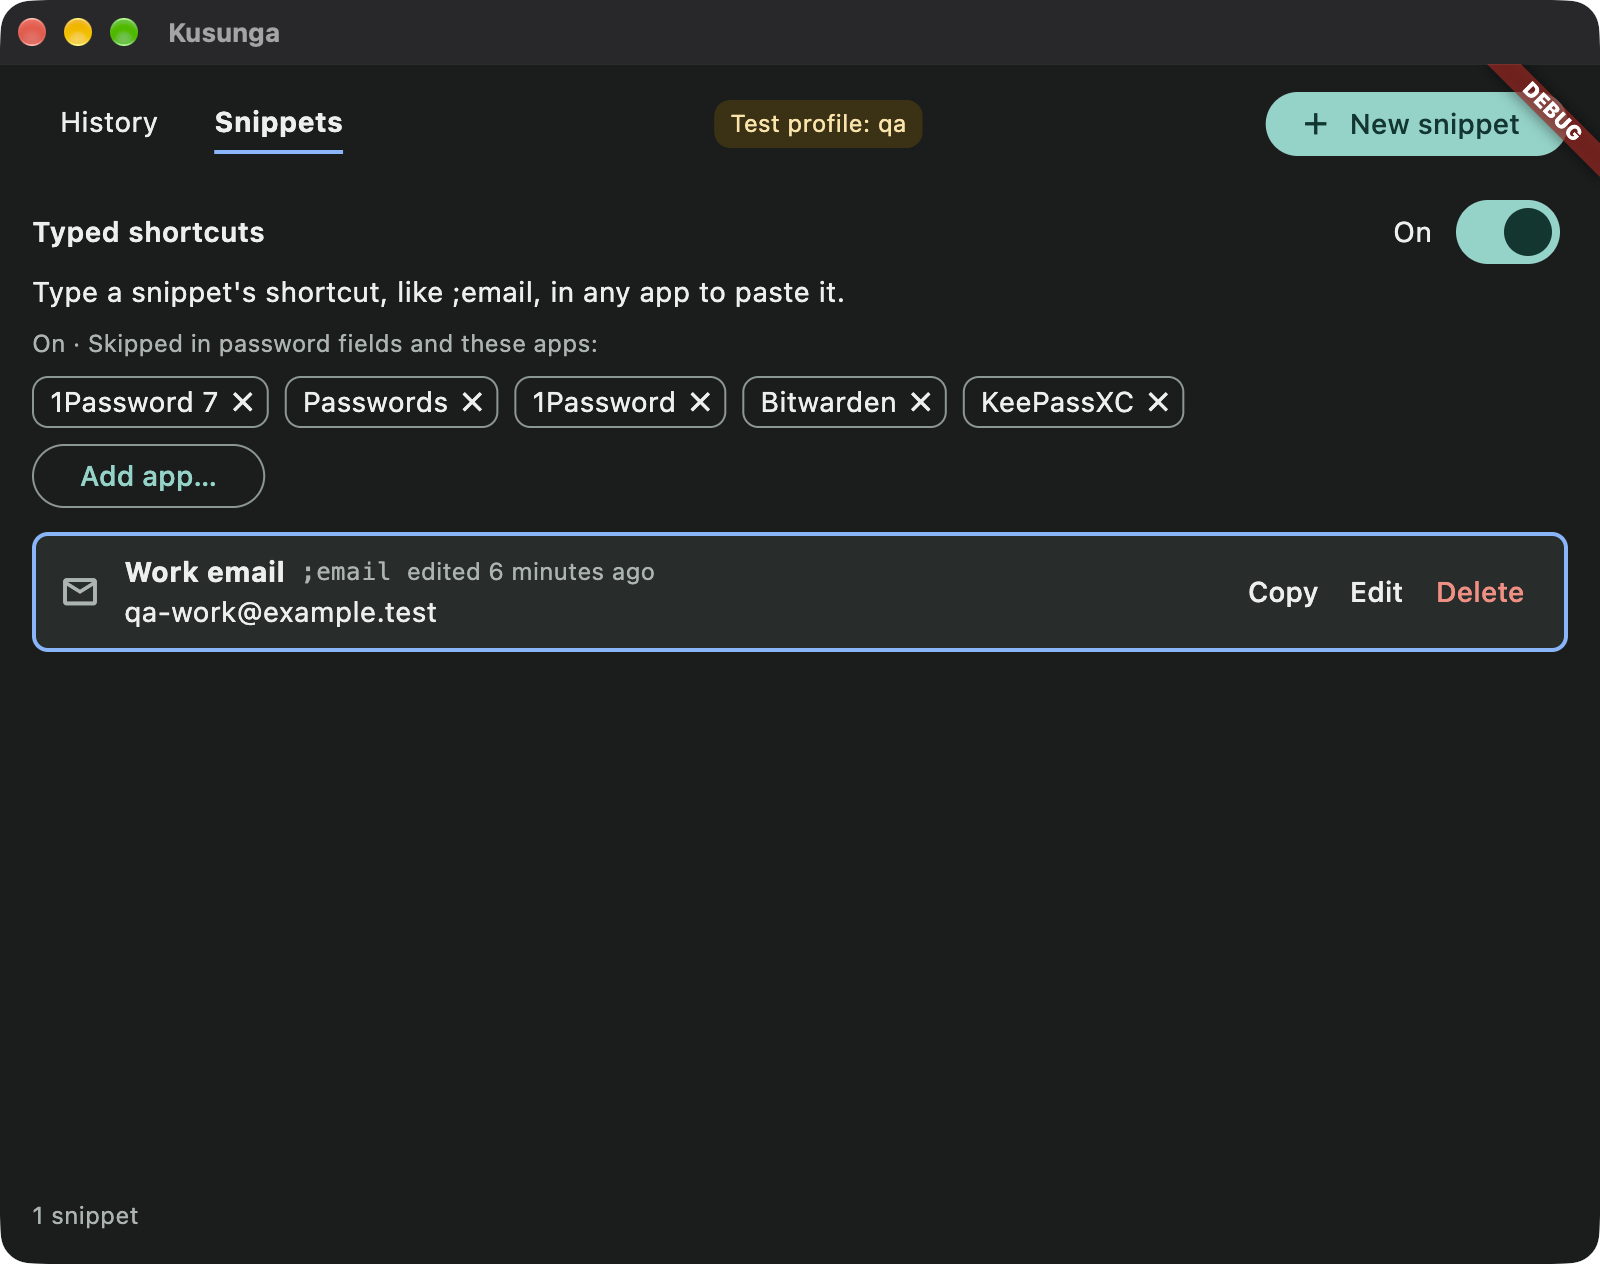 Kusunga
History Snippets Test profile: qa + New snippet
DEBUG
Typed shortcuts On
Type a snippet's shortcut, like ;email, in any app to paste it.
On · Skipped in password fields and these apps:
1Password 7 Passwords 1Password Bitwarden KeePassXC
Add app...
Work email ;email edited 6 minutes ago
qa-work@example.test
Copy Edit Delete
1 snippet